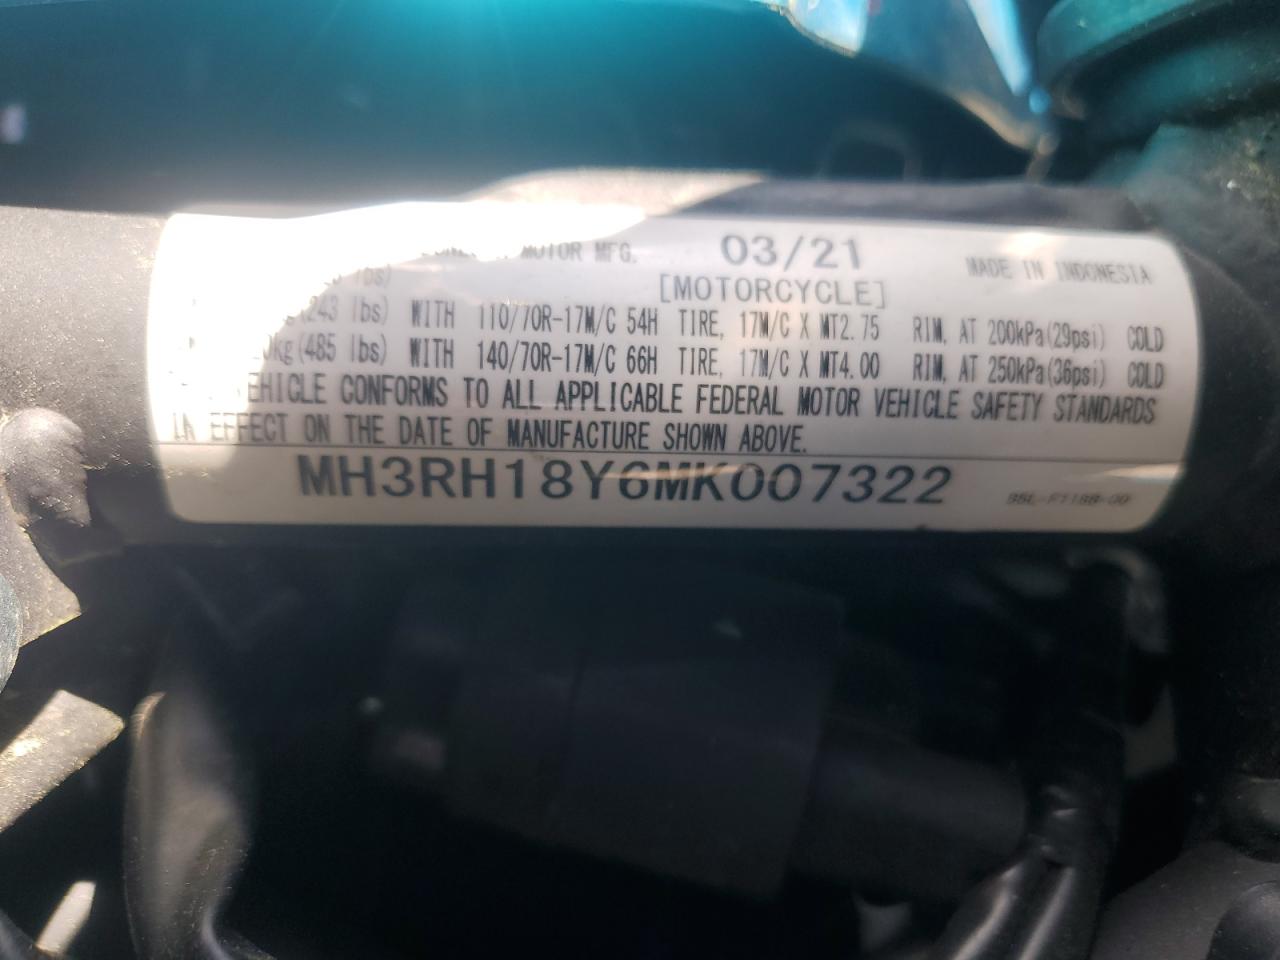 MOTOR MFG. 03/21 MADE IN INDONESIA
lbs) [MOTORCYCLE]
(243 lbs) WITH 110/70R-17M/C 54H TIRE, 17M/C X MT2.75 RIM, AT 200kPa(29psi) COLD
kg(485 lbs) WITH 140/70R-17M/C 66H TIRE, 17M/C X MT4.00 RIM, AT 250kPa(36psi) COLD
VEHICLE CONFORMS TO ALL APPLICABLE FEDERAL MOTOR VEHICLE SAFETY STANDARDS
IN EFFECT ON THE DATE OF MANUFACTURE SHOWN ABOVE.
MH3RH18Y6MK007322